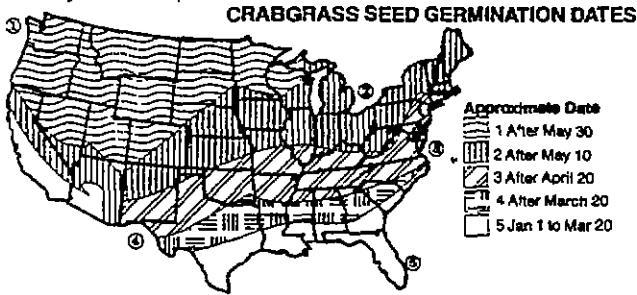 CRABGRASS SEED GERMINATION DATES
①
②
③
④
⑤
Approximate Date
1 After May 30
2 After May 10
3 After April 20
4 After March 20
5 Jan 1 to Mar 20